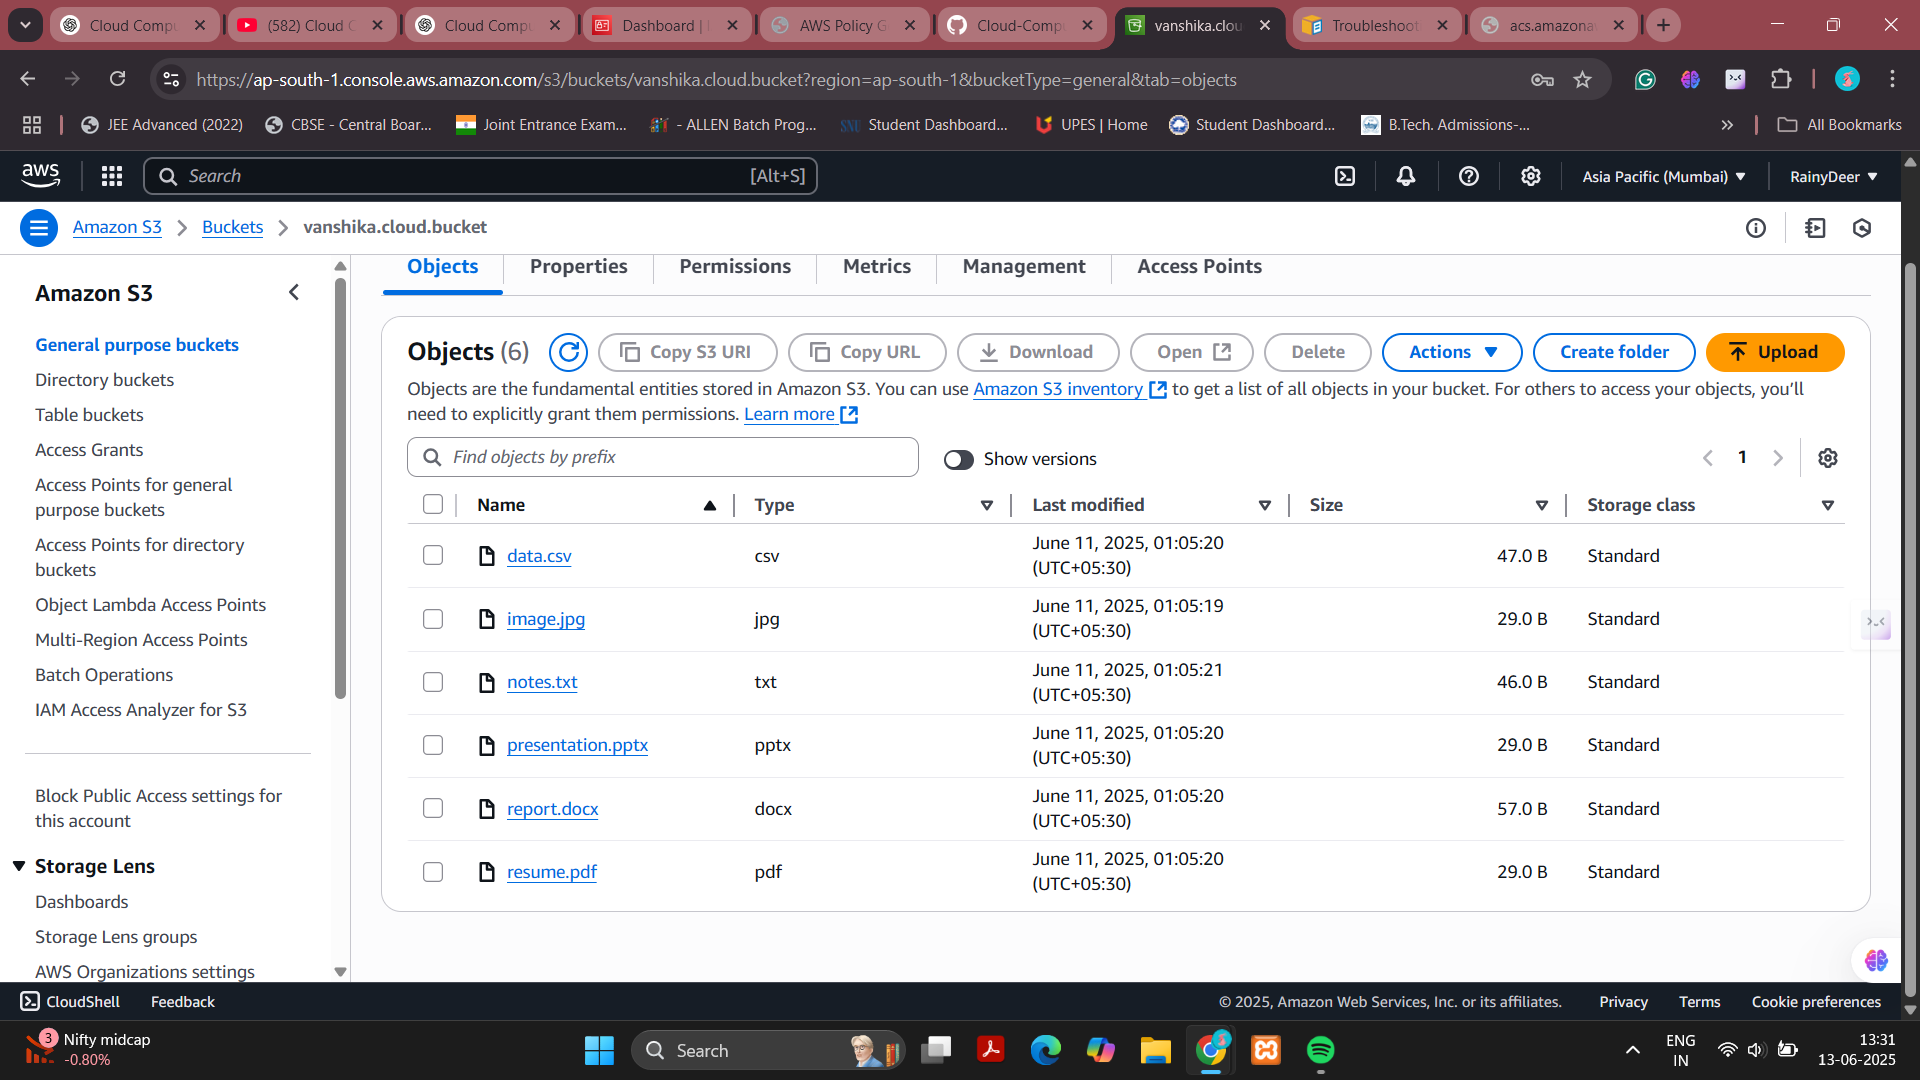 Cloud Comp
(582) Cloud C
Cloud Comp
Dashboard |
AWS Policy G
Cloud-Comp
vanshika.clou
Troubleshoot
acs.amazona
https://ap-south-1.console.aws.amazon.com/s3/buckets/vanshika.cloud.bucket?region=ap-south-1&bucketType=general&tab=objects
JEE Advanced (2022)
CBSE - Central Boar...
Joint Entrance Exam...
- ALLEN Batch Prog...
Student Dashboard...
UPES | Home
Student Dashboard...
B.Tech. Admissions-...
All Bookmarks
aws
Search [Alt+S]
Asia Pacific (Mumbai)
RainyDeer
Amazon S3
Buckets
vanshika.cloud.bucket
Amazon S3
General purpose buckets
Directory buckets
Table buckets
Access Grants
Access Points for general
purpose buckets
Access Points for directory
buckets
Object Lambda Access Points
Multi-Region Access Points
Batch Operations
IAM Access Analyzer for S3
Block Public Access settings for
this account
Storage Lens
Dashboards
Storage Lens groups
AWS Organizations settings
Objects
Properties
Permissions
Metrics
Management
Access Points
Objects (6)
Copy S3 URI
Copy URL
Download
Open
Delete
Actions
Create folder
Upload
Objects are the fundamental entities stored in Amazon S3. You can use Amazon S3 inventory to get a list of all objects in your bucket. For others to access your objects, you'll
need to explicitly grant them permissions. Learn more
Find objects by prefix
Show versions
1
Name Type Last modified Size Storage class
data.csv csv June 11, 2025, 01:05:20 47.0 B Standard
(UTC+05:30)
image.jpg jpg June 11, 2025, 01:05:19 29.0 B Standard
(UTC+05:30)
notes.txt txt June 11, 2025, 01:05:21 46.0 B Standard
(UTC+05:30)
presentation.pptx pptx June 11, 2025, 01:05:20 29.0 B Standard
(UTC+05:30)
report.docx docx June 11, 2025, 01:05:20 57.0 B Standard
(UTC+05:30)
resume.pdf pdf June 11, 2025, 01:05:20 29.0 B Standard
(UTC+05:30)
CloudShell
Feedback
© 2025, Amazon Web Services, Inc. or its affiliates.
Privacy
Terms
Cookie preferences
3
Nifty midcap
-0.80%
Search
ENG
IN
13:31
13-06-2025